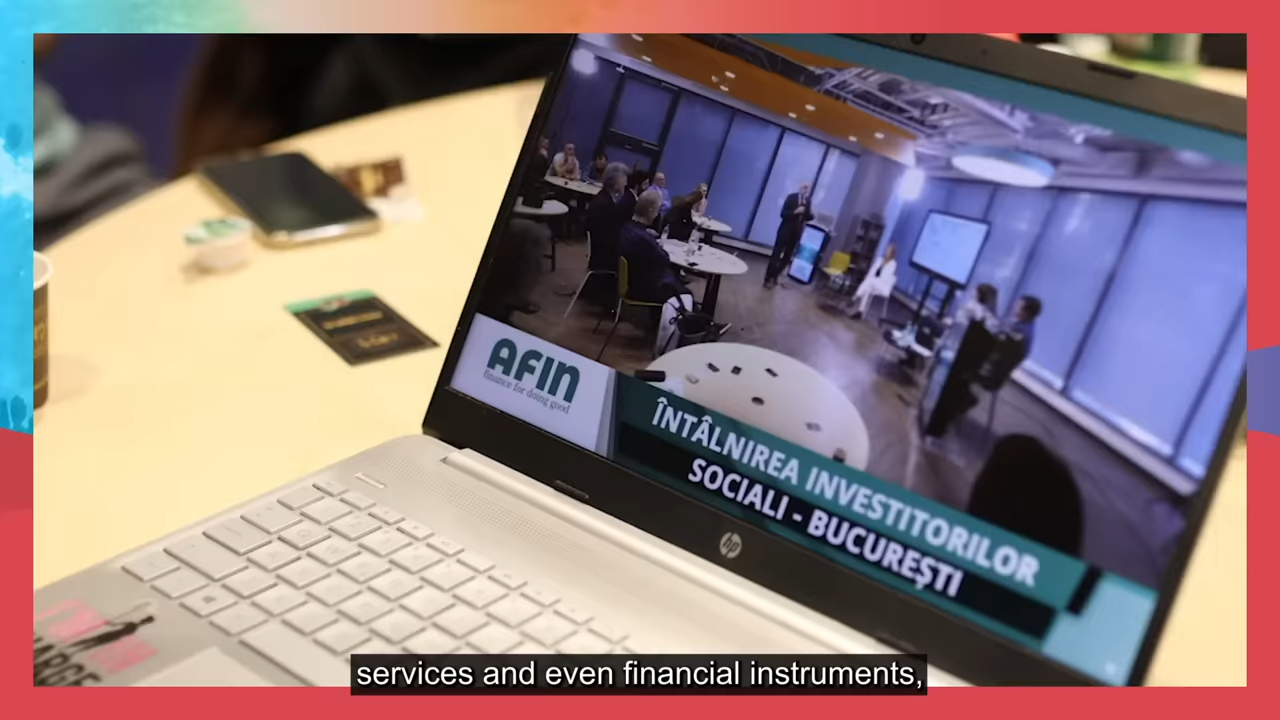 AFIN
finance for doing good
ÎNTÂLNIREA INVESTITORILOR
SOCIALI - BUCUREȘTI
hp
services and even financial instruments,